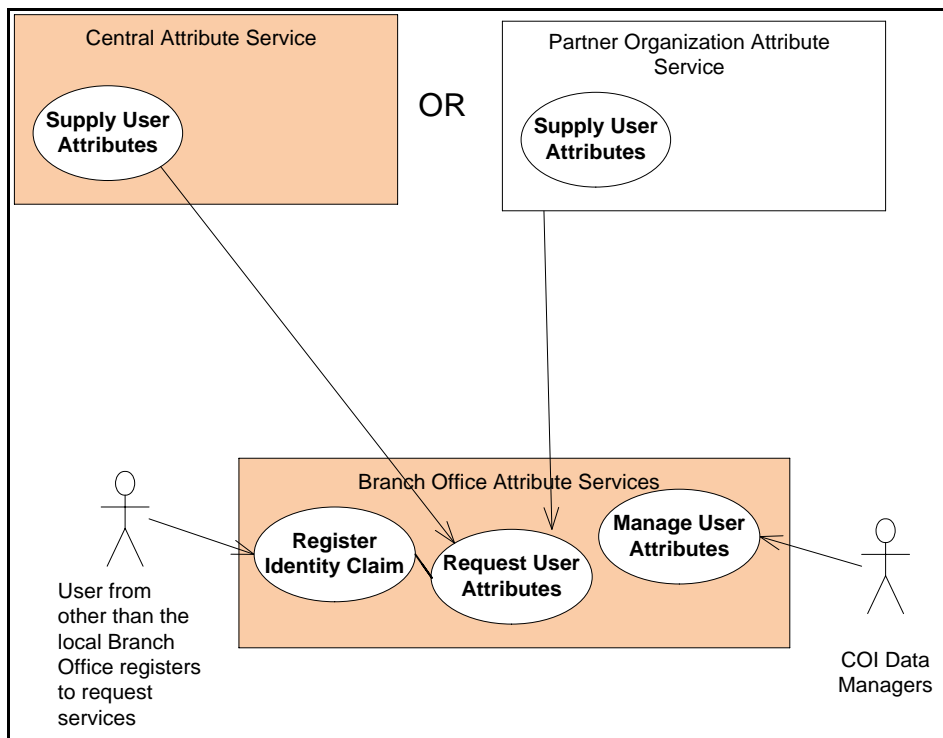 Central Attribute Service
Supply User
Attributes
OR
Partner Organization Attribute
Service
Supply User
Attributes
Branch Office Attribute Services
Register
Identity Claim
Request User
Attributes
Manage User
Attributes
User from
other than the
local Branch
Office registers
to request
services
COI Data
Managers